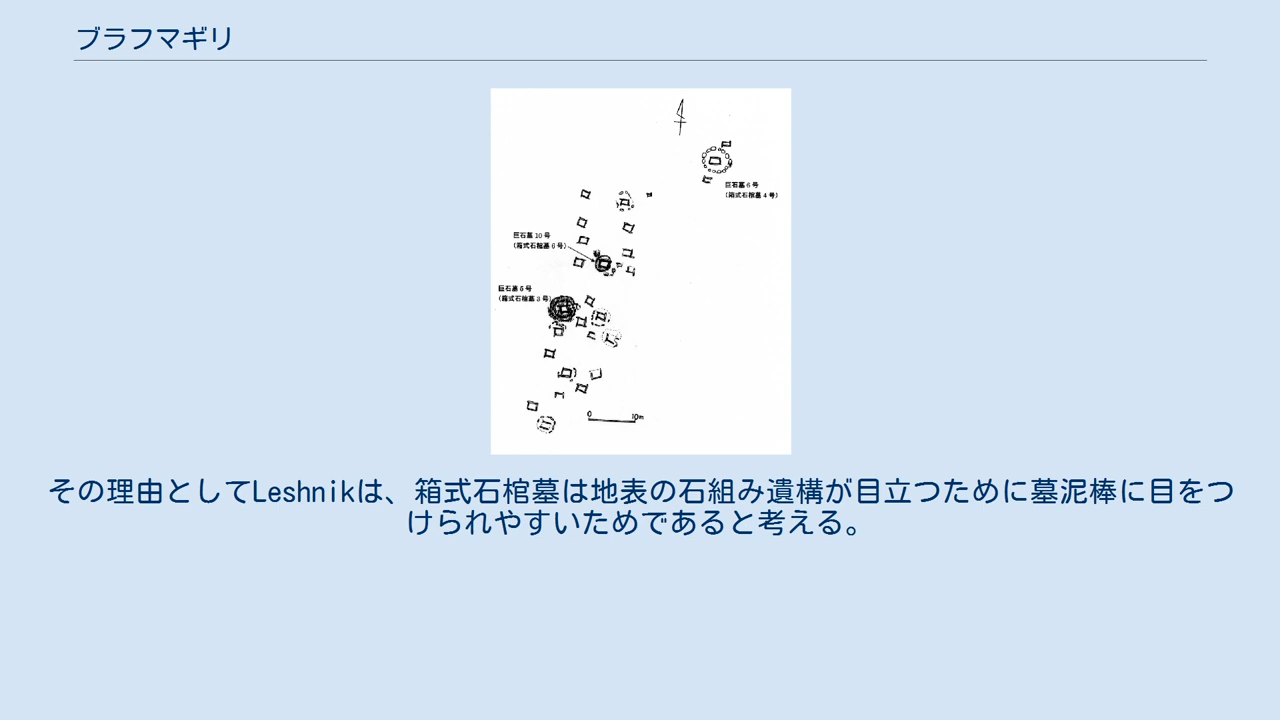 ブラフマギリ
巨石墓6号
(箱式石棺墓4号)
巨石墓10号
(箱式石棺墓6号)
巨石墓5号
(箱式石棺墓3号)
0 10m
その理由としてLeshnikは、箱式石棺墓は地表の石組み遺構が目立つために墓泥棒に目をつ
けられやすいためであると考える。